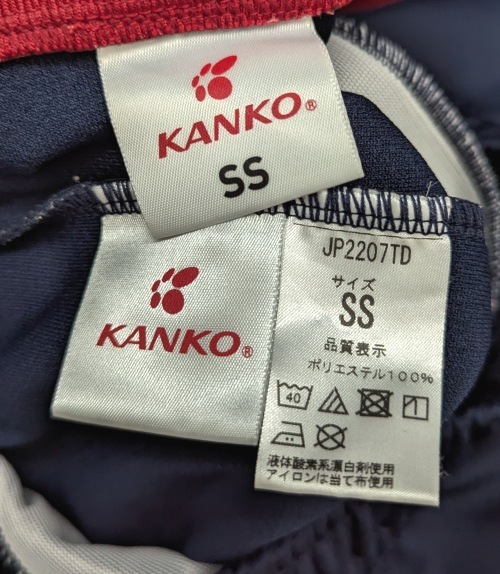 KANKO®
SS
KANKO®
JP2207TD
サイズ
SS
品質表示
ポリエステル100%
40
液体酸素系漂白剤使用
アイロンは当て布使用